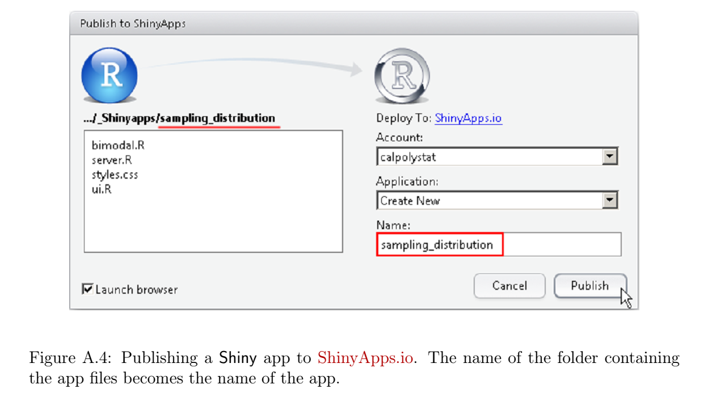 Publish to ShinyApps
R
R
.../_Shinyapps/sampling_distribution
bimodal.R
server.R
styles.css
ui.R
Launch browser
Deploy To: ShinyApps.io
Account:
calpolystat
Application:
Create New
Name:
sampling_distribution
Cancel
Publish
Figure A.4: Publishing a Shiny app to ShinyApps.io. The name of the folder containing
the app files becomes the name of the app.